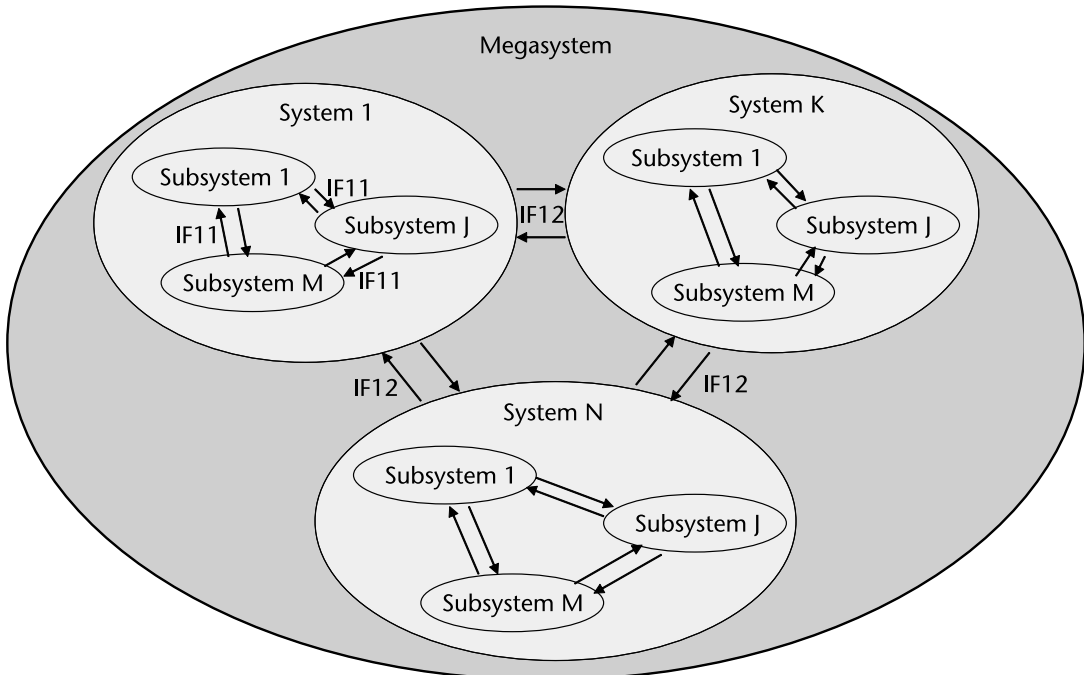 Megasystem
System 1
Subsystem 1
IF11
Subsystem J
IF11
Subsystem M
IF11
IF12
System K
Subsystem 1
Subsystem J
Subsystem M
IF12
IF12
System N
Subsystem 1
Subsystem J
Subsystem M